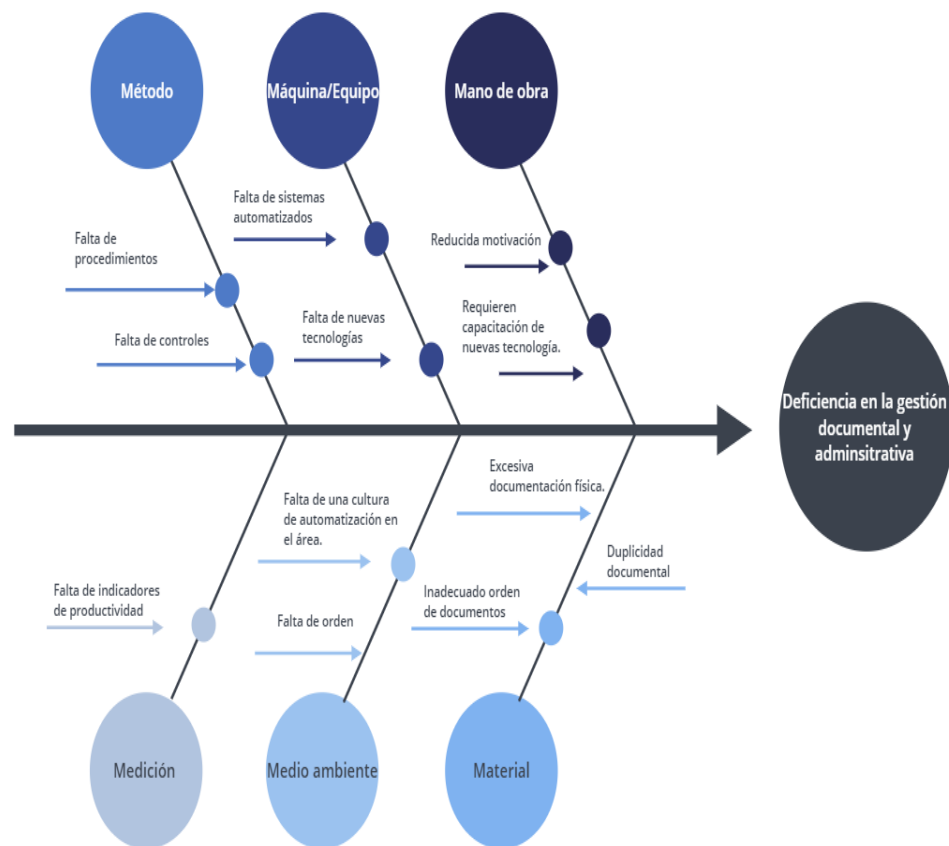 Método
Máquina/Equipo
Mano de obra
Falta de sistemas
automatizados
Falta de
procedimientos
Reducida motivación
Falta de controles
Falta de nuevas
tecnologías
Requieren
capacitación de
nuevas tecnología.
Deficiencia en la gestión
documental y
adminsitrativa
Excesiva
documentación física.
Falta de una cultura
de automatización en
el área.
Duplicidad
documental
Falta de indicadores
de productividad
Falta de orden
Inadecuado orden
de documentos
Medición
Medio ambiente
Material